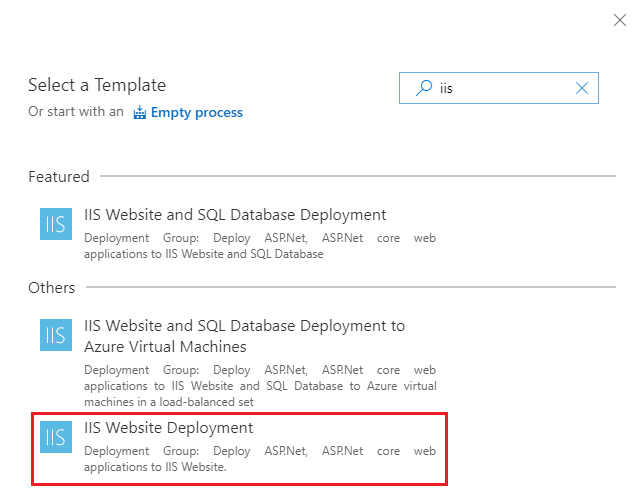 Select a Template
iis
Or start with an Empty process
Featured
IIS
IIS Website and SQL Database Deployment
Deployment Group: Deploy ASP.Net, ASP.Net core web
applications to IIS Website and SQL Database
Others
IIS
IIS Website and SQL Database Deployment to
Azure Virtual Machines
Deployment Group: Deploy ASP.Net, ASP.Net core web
applications to IIS Website and SQL Database to Azure virtual
machines in a load-balanced set
IIS
IIS Website Deployment
Deployment Group: Deploy ASP.Net, ASP.Net core web
applications to IIS Website.